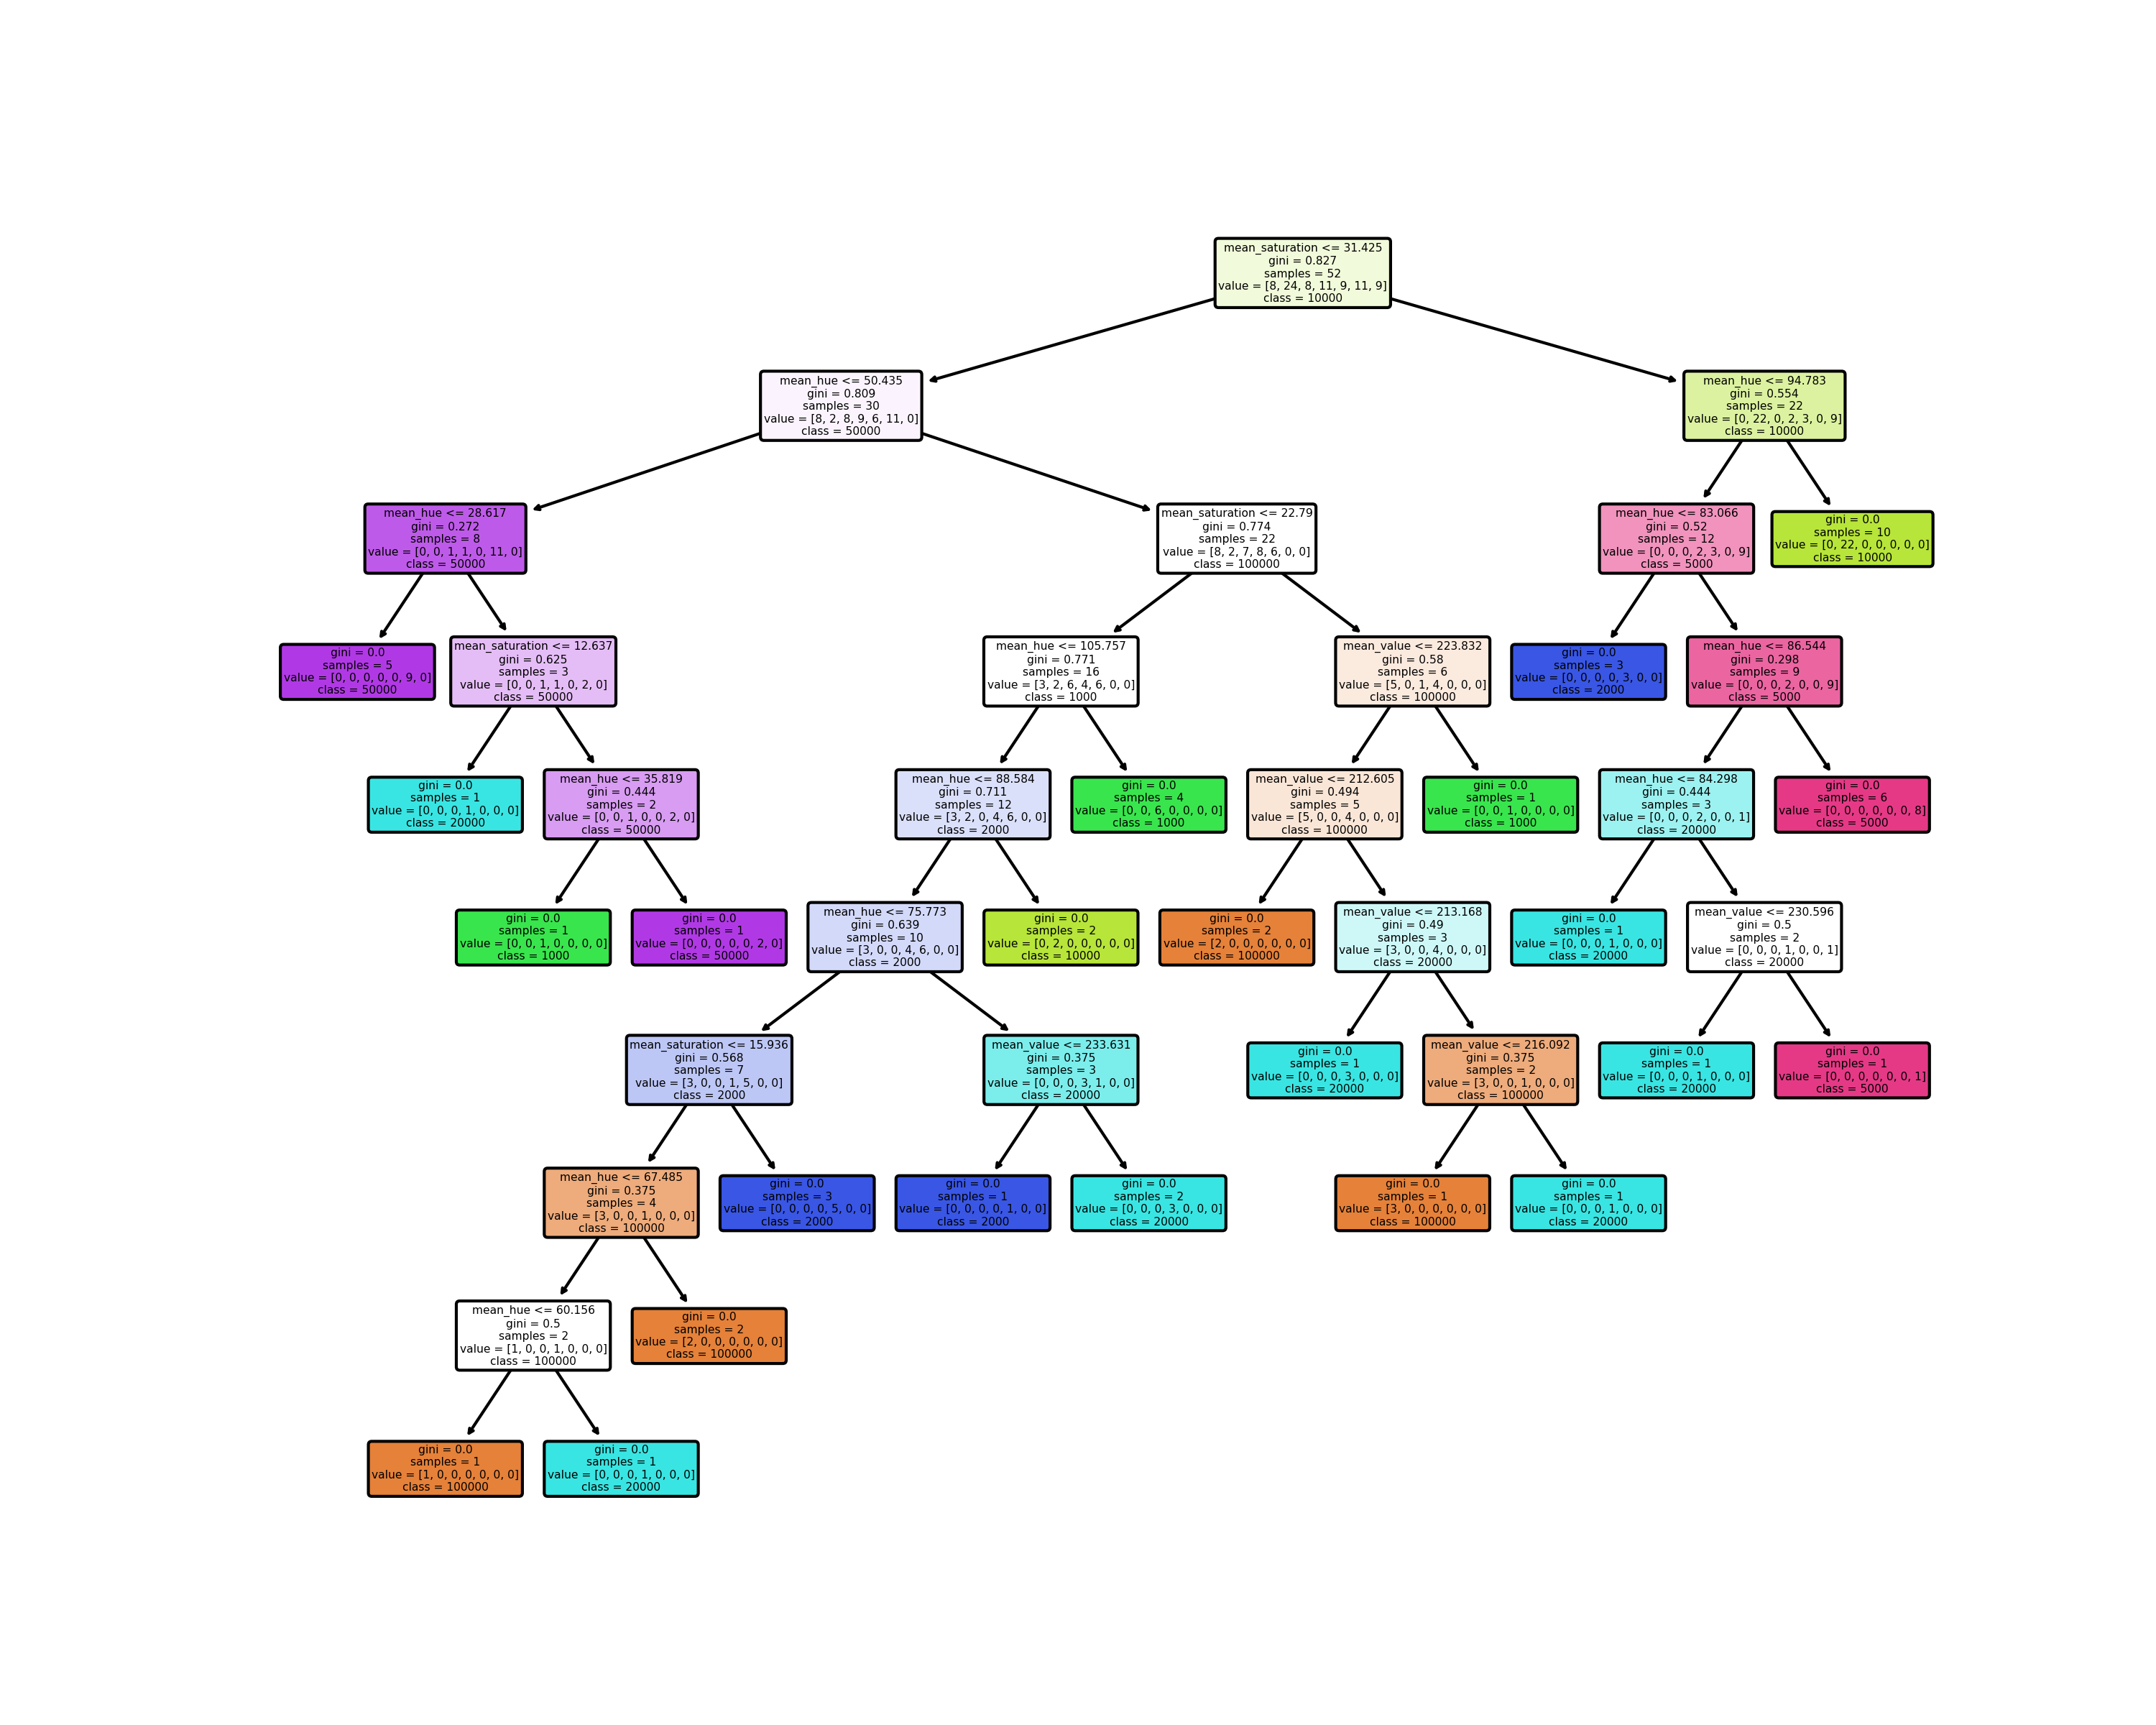 mean_saturation <= 31.425
gini = 0.827
samples = 52
value = [8, 24, 8, 11, 9, 11, 9]
class = 10000
mean_hue <= 50.435
gini = 0.809
samples = 30
value = [8, 2, 8, 9, 6, 11, 0]
class = 50000
mean_hue <= 94.783
gini = 0.554
samples = 22
value = [0, 22, 0, 2, 3, 0, 9]
class = 10000
mean_hue <= 28.617
gini = 0.272
samples = 8
value = [0, 0, 1, 1, 0, 11, 0]
class = 50000
mean_saturation <= 22.79
gini = 0.774
samples = 22
value = [8, 2, 7, 8, 6, 0, 0]
class = 100000
mean_hue <= 83.066
gini = 0.52
samples = 12
value = [0, 0, 0, 2, 3, 0, 9]
class = 5000
gini = 0.0
samples = 10
value = [0, 22, 0, 0, 0, 0, 0]
class = 10000
gini = 0.0
samples = 5
value = [0, 0, 0, 0, 0, 9, 0]
class = 50000
mean_saturation <= 12.637
gini = 0.625
samples = 3
value = [0, 0, 1, 1, 0, 2, 0]
class = 50000
mean_hue <= 105.757
gini = 0.771
samples = 16
value = [3, 2, 6, 4, 6, 0, 0]
class = 1000
mean_value <= 223.832
gini = 0.58
samples = 6
value = [5, 0, 1, 4, 0, 0, 0]
class = 100000
gini = 0.0
samples = 3
value = [0, 0, 0, 0, 3, 0, 0]
class = 2000
mean_hue <= 86.544
gini = 0.298
samples = 9
value = [0, 0, 0, 2, 0, 0, 9]
class = 5000
gini = 0.0
samples = 1
value = [0, 0, 0, 1, 0, 0, 0]
class = 20000
mean_hue <= 35.819
gini = 0.444
samples = 2
value = [0, 0, 1, 0, 0, 2, 0]
class = 50000
mean_hue <= 88.584
gini = 0.711
samples = 12
value = [3, 2, 0, 4, 6, 0, 0]
class = 2000
gini = 0.0
samples = 4
value = [0, 0, 6, 0, 0, 0, 0]
class = 1000
mean_value <= 212.605
gini = 0.494
samples = 5
value = [5, 0, 0, 4, 0, 0, 0]
class = 100000
gini = 0.0
samples = 1
value = [0, 0, 1, 0, 0, 0, 0]
class = 1000
mean_hue <= 84.298
gini = 0.444
samples = 3
value = [0, 0, 0, 2, 0, 0, 1]
class = 20000
gini = 0.0
samples = 6
value = [0, 0, 0, 0, 0, 0, 8]
class = 5000
gini = 0.0
samples = 1
value = [0, 0, 1, 0, 0, 0, 0]
class = 1000
gini = 0.0
samples = 1
value = [0, 0, 0, 0, 0, 2, 0]
class = 50000
mean_hue <= 75.773
gini = 0.639
samples = 10
value = [3, 0, 0, 4, 6, 0, 0]
class = 2000
gini = 0.0
samples = 2
value = [0, 2, 0, 0, 0, 0, 0]
class = 10000
gini = 0.0
samples = 2
value = [2, 0, 0, 0, 0, 0, 0]
class = 100000
mean_value <= 213.168
gini = 0.49
samples = 3
value = [3, 0, 0, 4, 0, 0, 0]
class = 20000
gini = 0.0
samples = 1
value = [0, 0, 0, 1, 0, 0, 0]
class = 20000
mean_value <= 230.596
gini = 0.5
samples = 2
value = [0, 0, 0, 1, 0, 0, 1]
class = 20000
mean_saturation <= 15.936
gini = 0.568
samples = 7
value = [3, 0, 0, 1, 5, 0, 0]
class = 2000
mean_value <= 233.631
gini = 0.375
samples = 3
value = [0, 0, 0, 3, 1, 0, 0]
class = 20000
gini = 0.0
samples = 1
value = [0, 0, 0, 3, 0, 0, 0]
class = 20000
mean_value <= 216.092
gini = 0.375
samples = 2
value = [3, 0, 0, 1, 0, 0, 0]
class = 100000
gini = 0.0
samples = 1
value = [0, 0, 0, 1, 0, 0, 0]
class = 20000
gini = 0.0
samples = 1
value = [0, 0, 0, 0, 0, 0, 1]
class = 5000
mean_hue <= 67.485
gini = 0.375
samples = 4
value = [3, 0, 0, 1, 0, 0, 0]
class = 100000
gini = 0.0
samples = 3
value = [0, 0, 0, 0, 5, 0, 0]
class = 2000
gini = 0.0
samples = 1
value = [0, 0, 0, 0, 1, 0, 0]
class = 2000
gini = 0.0
samples = 2
value = [0, 0, 0, 3, 0, 0, 0]
class = 20000
gini = 0.0
samples = 1
value = [3, 0, 0, 0, 0, 0, 0]
class = 100000
gini = 0.0
samples = 1
value = [0, 0, 0, 1, 0, 0, 0]
class = 20000
mean_hue <= 60.156
gini = 0.5
samples = 2
value = [1, 0, 0, 1, 0, 0, 0]
class = 100000
gini = 0.0
samples = 2
value = [2, 0, 0, 0, 0, 0, 0]
class = 100000
gini = 0.0
samples = 1
value = [1, 0, 0, 0, 0, 0, 0]
class = 100000
gini = 0.0
samples = 1
value = [0, 0, 0, 1, 0, 0, 0]
class = 20000